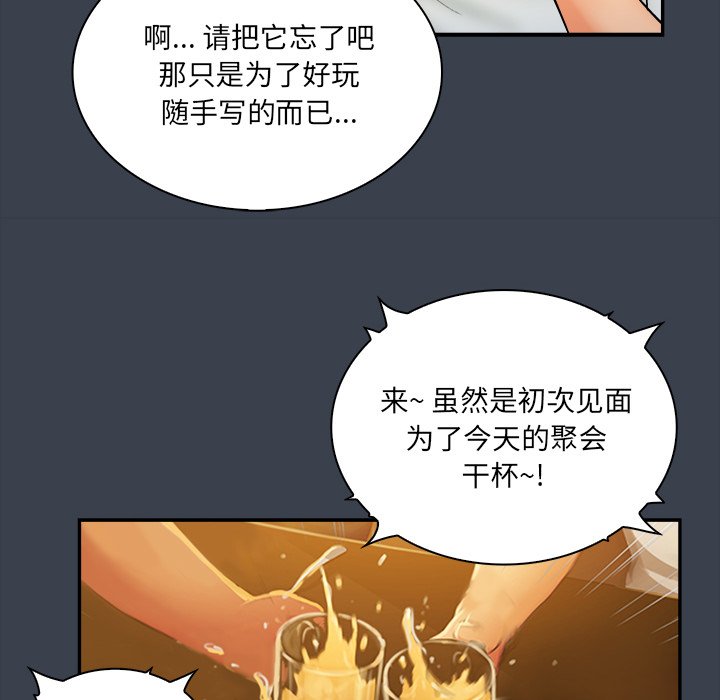 啊... 请把它忘了吧
那只是为了好玩
随手写的而已...
来~ 虽然是初次见面
为了今天的聚会
干杯~!